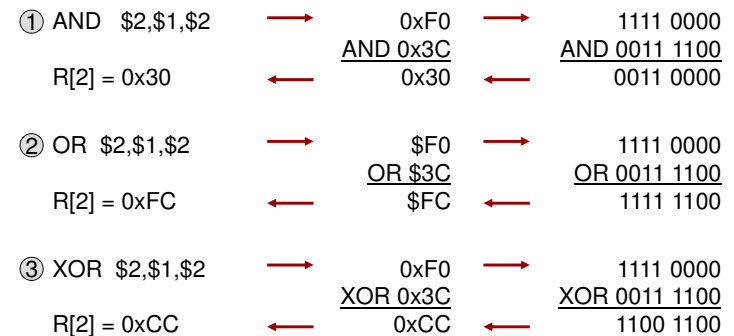 ① AND $2,$1,$2 0xF0 1111 0000
AND 0x3C AND 0011 1100
R[2] = 0x30 0x30 0011 0000
② OR $2,$1,$2 $F0 1111 0000
OR $3C OR 0011 1100
R[2] = 0xFC $FC 1111 1100
③ XOR $2,$1,$2 0xF0 1111 0000
XOR 0x3C XOR 0011 1100
R[2] = 0xCC 0xCC 1100 1100